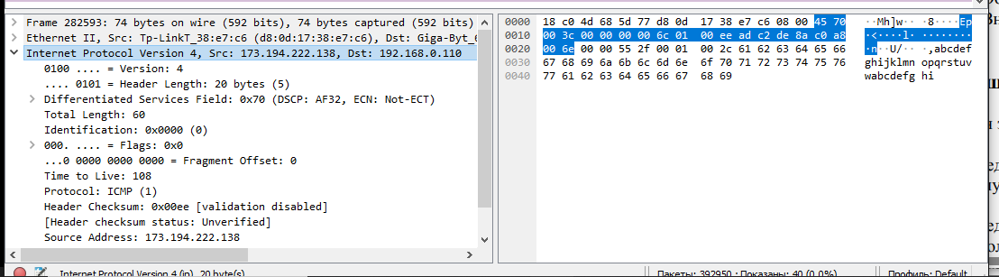 Frame 282593: 74 bytes on wire (592 bits), 74 bytes captured (592 bits)
Ethernet II, Src: Tp-LinkT_38:e7:c6 (d8:0d:17:38:e7:c6), Dst: Giga-Byt_6
Internet Protocol Version 4, Src: 173.194.222.138, Dst: 192.168.0.110
0100 .... = Version: 4
.... 0101 = Header Length: 20 bytes (5)
Differentiated Services Field: 0x70 (DSCP: AF32, ECN: Not-ECT)
Total Length: 60
Identification: 0x0000 (0)
000. .... = Flags: 0x0
...0 0000 0000 0000 = Fragment Offset: 0
Time to Live: 108
Protocol: ICMP (1)
Header Checksum: 0x00ee [validation disabled]
[Header checksum status: Unverified]
Source Address: 173.194.222.138
0000 18 c0 4d 68 5d 77 d8 0d 17 38 e7 c6 08 00 45 70 ··Mh]w·· ·8····Ep
0010 00 3c 00 00 00 00 6c 01 00 ee ad c2 de 8a c0 a8 ·<····l· ········
0020 00 6e 00 00 55 2f 00 01 00 2c 61 62 63 64 65 66 ·n··U/·· ·,abcdef
0030 67 68 69 6a 6b 6c 6d 6e 6f 70 71 72 73 74 75 76 ghijklmn opqrstuv
0040 77 61 62 63 64 65 66 67 68 69 wabcdefg hi
Internet Protocol Version 4 (ip), 20 byte(s)
Пакеты: 392950 · Показаны: 40 (0.0%)
Профиль: Default